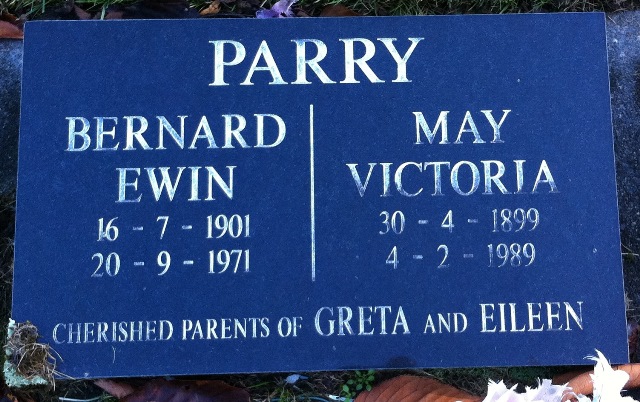 PARRY
BERNARD
EWIN
16 - 7 - 1901
20 - 9 - 1971
MAY
VICTORIA
30 - 4 - 1899
4 - 2 - 1989
CHERISHED PARENTS OF GRETA AND EILEEN